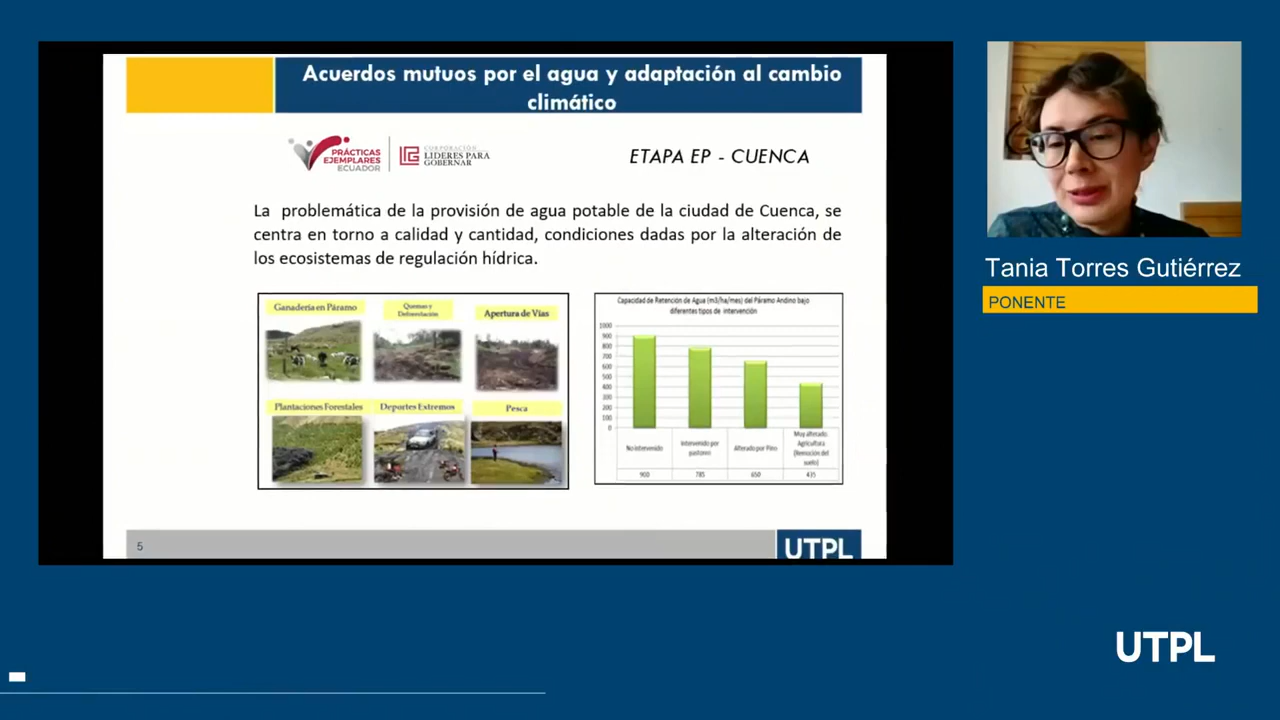 Acuerdos mutuos por el agua y adaptación al cambio
climático
PRÁCTICAS
EJEMPLARES
ECUADOR
CORPORACIÓN
LIDERES PARA
GOBERNAR
ETAPA EP - CUENCA
La problemática de la provisión de agua potable de la ciudad de Cuenca, se
centra en torno a calidad y cantidad, condiciones dadas por la alteración de
los ecosistemas de regulación hídrica.
Ganadería en Páramo
Quemas y
Deforestación
Apertura de Vías
Plantaciones Forestales
Deportes Extremos
Pesca
Capacidad de Retención de Agua (m3/ha/mes) del Páramo Andino bajo
diferentes tipos de intervención
1000
900
800
700
600
500
400
300
200
100
0
No intervenido
Intervenido por
pastoreo
Alterado por Pino
Muy alterado:
Agricultura
(Remoción del
suelo)
900
785
650
435
5
UTPL
Tania Torres Gutiérrez
PONENTE
UTPL